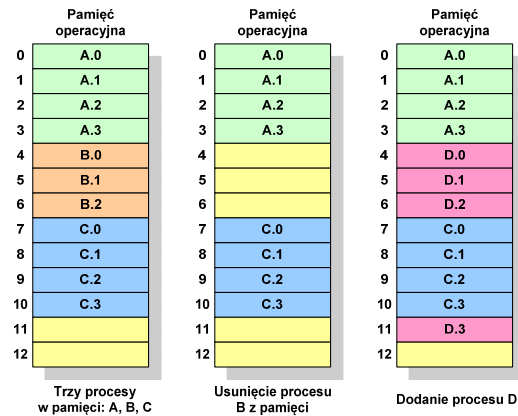 Pamięć
operacyjna
0 A.0
1 A.1
2 A.2
3 A.3
4 B.0
5 B.1
6 B.2
7 C.0
8 C.1
9 C.2
10 C.3
11
12
Trzy procesy
w pamięci: A, B, C
Pamięć
operacyjna
0 A.0
1 A.1
2 A.2
3 A.3
4
5
6
7 C.0
8 C.1
9 C.2
10 C.3
11
12
Usunięcie procesu
B z pamięci
Pamięć
operacyjna
0 A.0
1 A.1
2 A.2
3 A.3
4 D.0
5 D.1
6 D.2
7 C.0
8 C.1
9 C.2
10 C.3
11 D.3
12
Dodanie procesu D